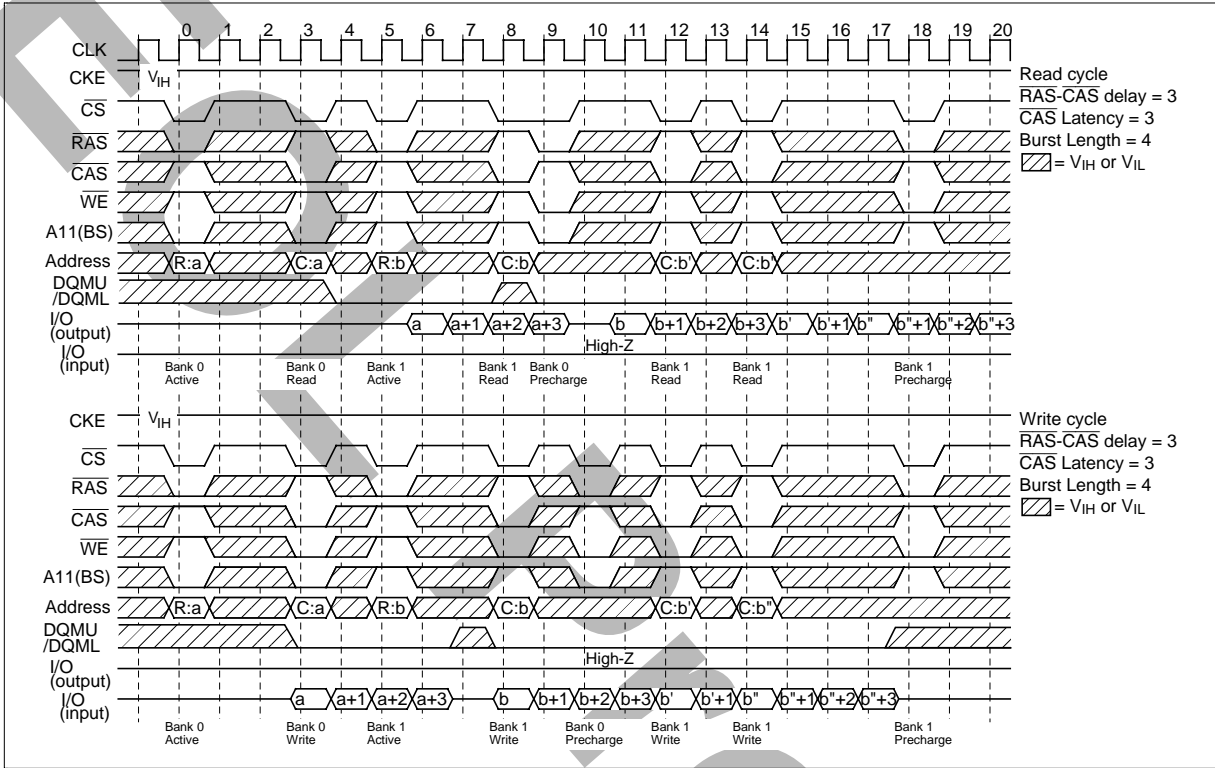 0 1 2 3 4 5 6 7 8 9 10 11 12 13 14 15 16 17 18 19 20
CLK
CKE VIH
CS
RAS
CAS
WE
A11(BS)
Address R:a C:a R:b C:b C:b' C:b"
DQMU
/DQML
I/O
(output) a a+1 a+2 a+3 b b+1 b+2 b+3 b' b'+1 b" b"+1 b"+2 b"+3
High-Z
I/O
(input)
Bank 0 Active
Bank 0 Read
Bank 1 Active
Bank 1 Read
Bank 0 Precharge
Bank 1 Read
Bank 1 Read
Bank 1 Precharge
Read cycle
RAS-CAS delay = 3
CAS Latency = 3
Burst Length = 4
= VIH or VIL
CKE VIH
CS
RAS
CAS
WE
A11(BS)
Address R:a C:a R:b C:b C:b' C:b"
DQMU
/DQML
High-Z
I/O
(output)
I/O
(input) a a+1 a+2 a+3 b b+1 b+2 b+3 b' b'+1 b" b"+1 b"+2 b"+3
Bank 0 Active
Bank 0 Write
Bank 1 Active
Bank 1 Write
Bank 0 Precharge
Bank 1 Write
Bank 1 Write
Bank 1 Precharge
Write cycle
RAS-CAS delay = 3
CAS Latency = 3
Burst Length = 4
= VIH or VIL